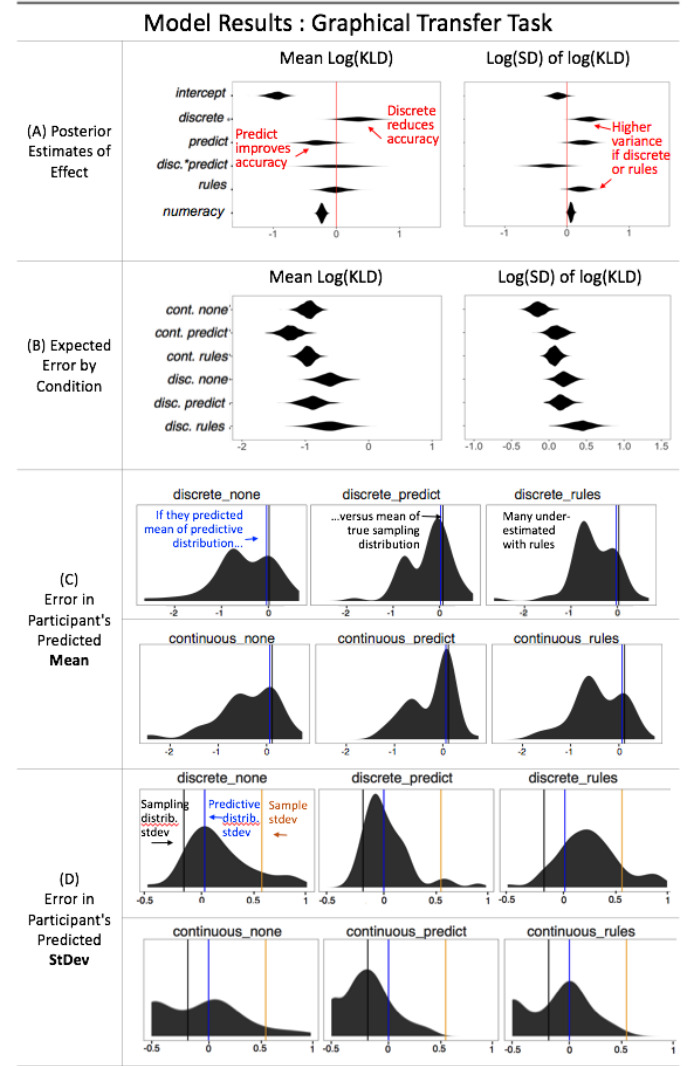 Model Results : Graphical Transfer Task
(A) Posterior
Estimates of
Effect
Mean Log(KLD)
Log(SD) of log(KLD)
intercept
discrete
predict
disc.*predict
rules
numeracy
Predict
improves
accuracy
Discrete
reduces
accuracy
Higher
variance
if discrete
or rules
-1 0 1
-1 0 1
(B) Expected
Error by
Condition
Mean Log(KLD)
Log(SD) of log(KLD)
cont. none
cont. predict
cont. rules
disc. none
disc. predict
disc. rules
-2 -1 0 1
-1.0 -0.5 0.0 0.5 1.0 1.5
(C)
Error in
Participant's
Predicted
Mean
discrete_none
discrete_predict
discrete_rules
If they predicted
mean of predictive
distribution...
...versus mean of
true sampling
distribution
Many under-
estimated
with rules
-2 -1 0
-2 -1 0
-2 -1 0
continuous_none
continuous_predict
continuous_rules
-2 -1 0
-2 -1 0
-2 -1 0
(D)
Error in
Participant's
Predicted
StDev
discrete_none
discrete_predict
discrete_rules
Sampling
distrib.
stdev
Predictive
distrib.
stdev
Sample
stdev
-0.5 0 0.5 1
-0.5 0 0.5 1
-0.5 0 0.5 1
continuous_none
continuous_predict
continuous_rules
-0.5 0 0.5 1
-0.5 0 0.5 1
-0.5 0 0.5 1